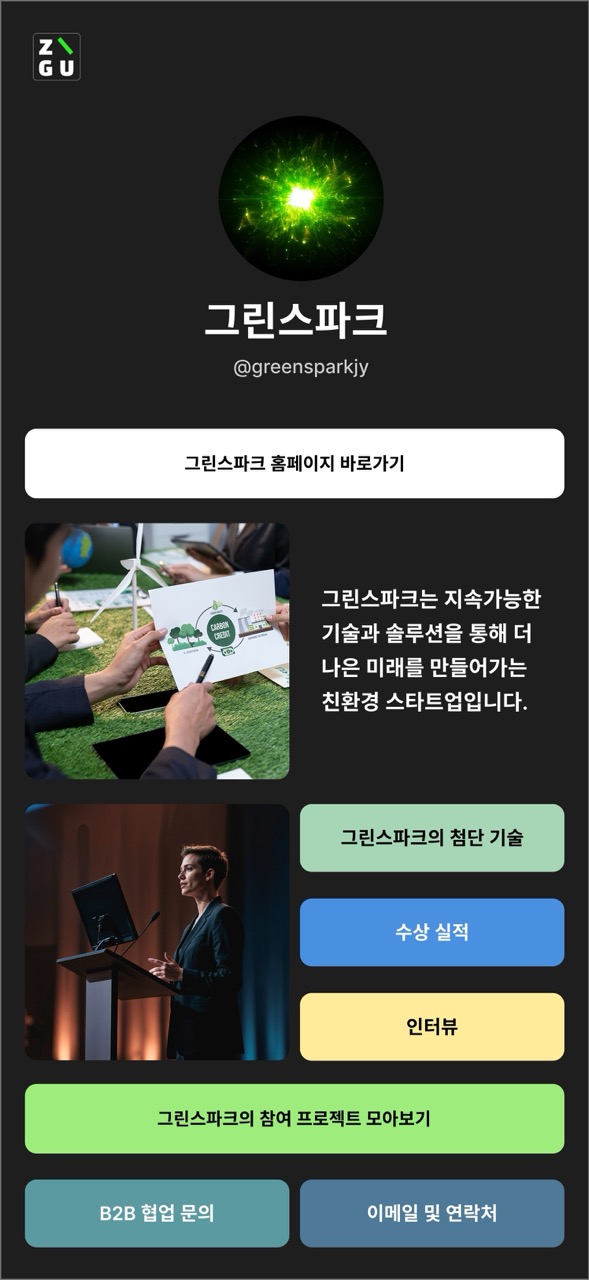 Z\
GU
그린스파크
@greensparkjy
그린스파크 홈페이지 바로가기
CARBON
CREDIT
그린스파크는 지속가능한
기술과 솔루션을 통해 더
나은 미래를 만들어가는
친환경 스타트업입니다.
그린스파크의 첨단 기술
수상 실적
인터뷰
그린스파크의 참여 프로젝트 모아보기
B2B 협업 문의
이메일 및 연락처